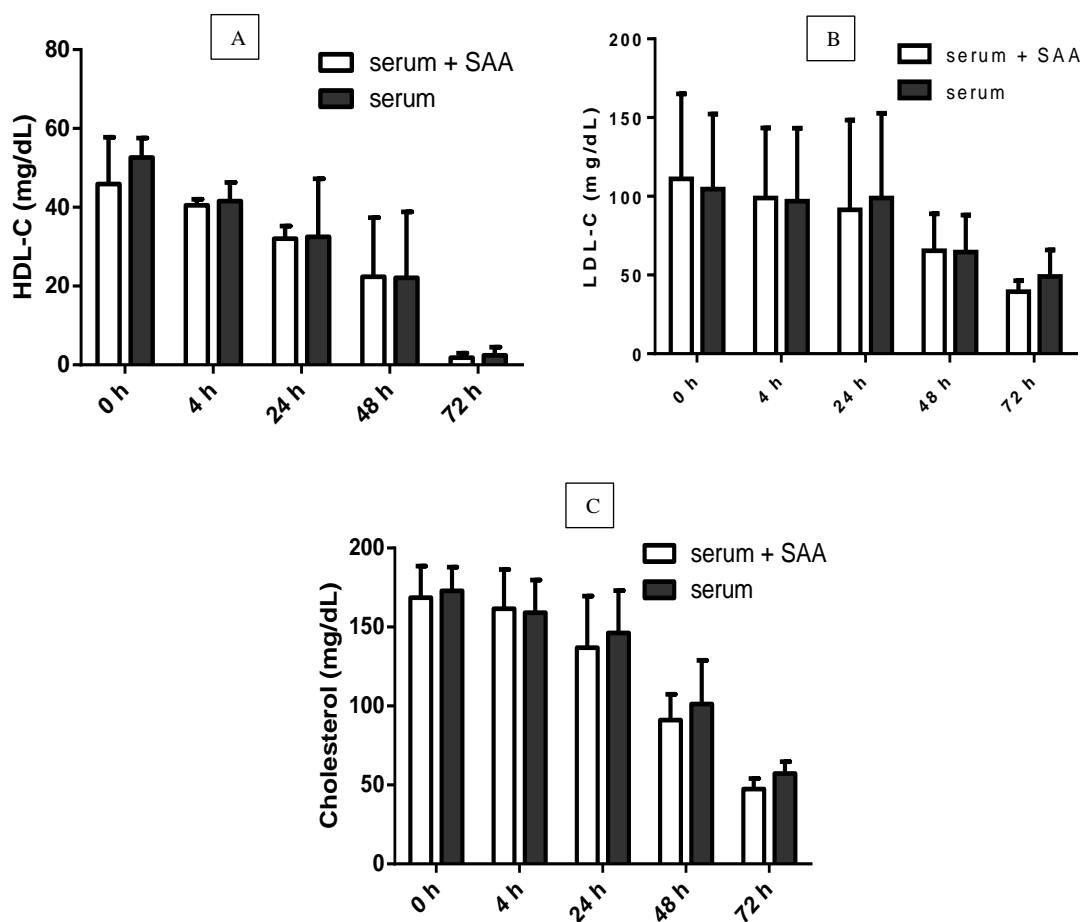 A
HDL-C (mg/dL)
80
60
40
20
0
serum + SAA
serum
0 h
4 h
24 h
48 h
72 h
B
LDL-C (mg/dL)
200
150
100
50
0
serum + SAA
serum
0 h
4 h
24 h
48 h
72 h
C
Cholesterol (mg/dL)
200
150
100
50
0
serum + SAA
serum
0 h
4 h
24 h
48 h
72 h